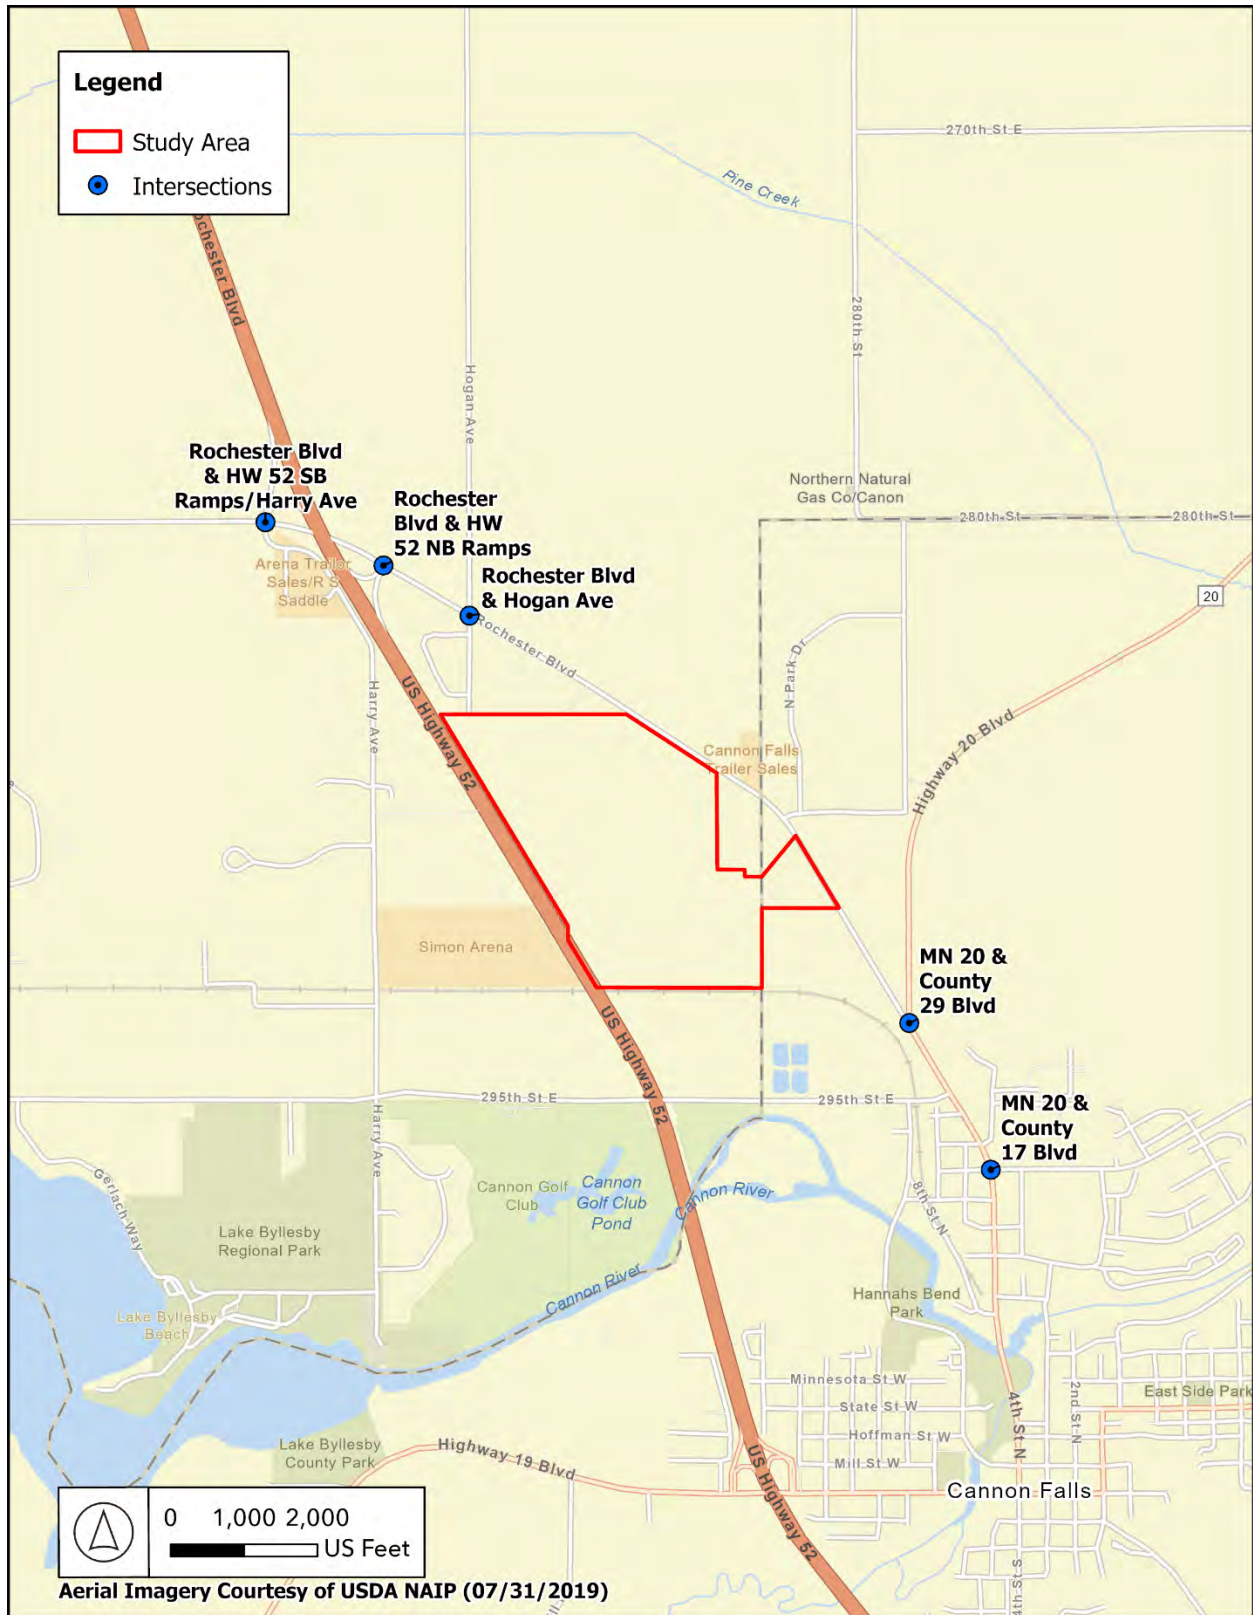 Legend
Study Area
Intersections
270th St E
Pine Creek
ochester Blvd
280th St
Hogan Ave
Rochester Blvd
& HW 52 SB
Ramps/Harry Ave
Rochester
Blvd & HW
52 NB Ramps
Northern Natural
Gas Co/Canon
280th St
280th St
Arena Trailer
Sales/R S
Saddle
Rochester Blvd
& Hogan Ave
20
Rochester Blvd
N Park Dr
US Highway 52
Harry Ave
Highway 20 Blvd
Cannon Falls
Trailer Sales
Simon Arena
MN 20 &
County
29 Blvd
US Highway 52
295th St E
295th St E
MN 20 &
County
17 Blvd
Harry Ave
Gerlach Way
Cannon Golf
Club
Cannon
Golf Club
Pond
Cannon River
8th St N
Lake Byllesby
Regional Park
Cannon River
Hannahs Bend
Park
Lake Byllesby
Beach
Minnesota St W
State St W
East Side Park
4th St N
2nd St N
Hoffman St W
Lake Byllesby
County Park
Highway 19 Blvd
Mill St W
US Highway 52
Cannon Falls
0 1,000 2,000
US Feet
4th St S
Aerial Imagery Courtesy of USDA NAIP (07/31/2019)